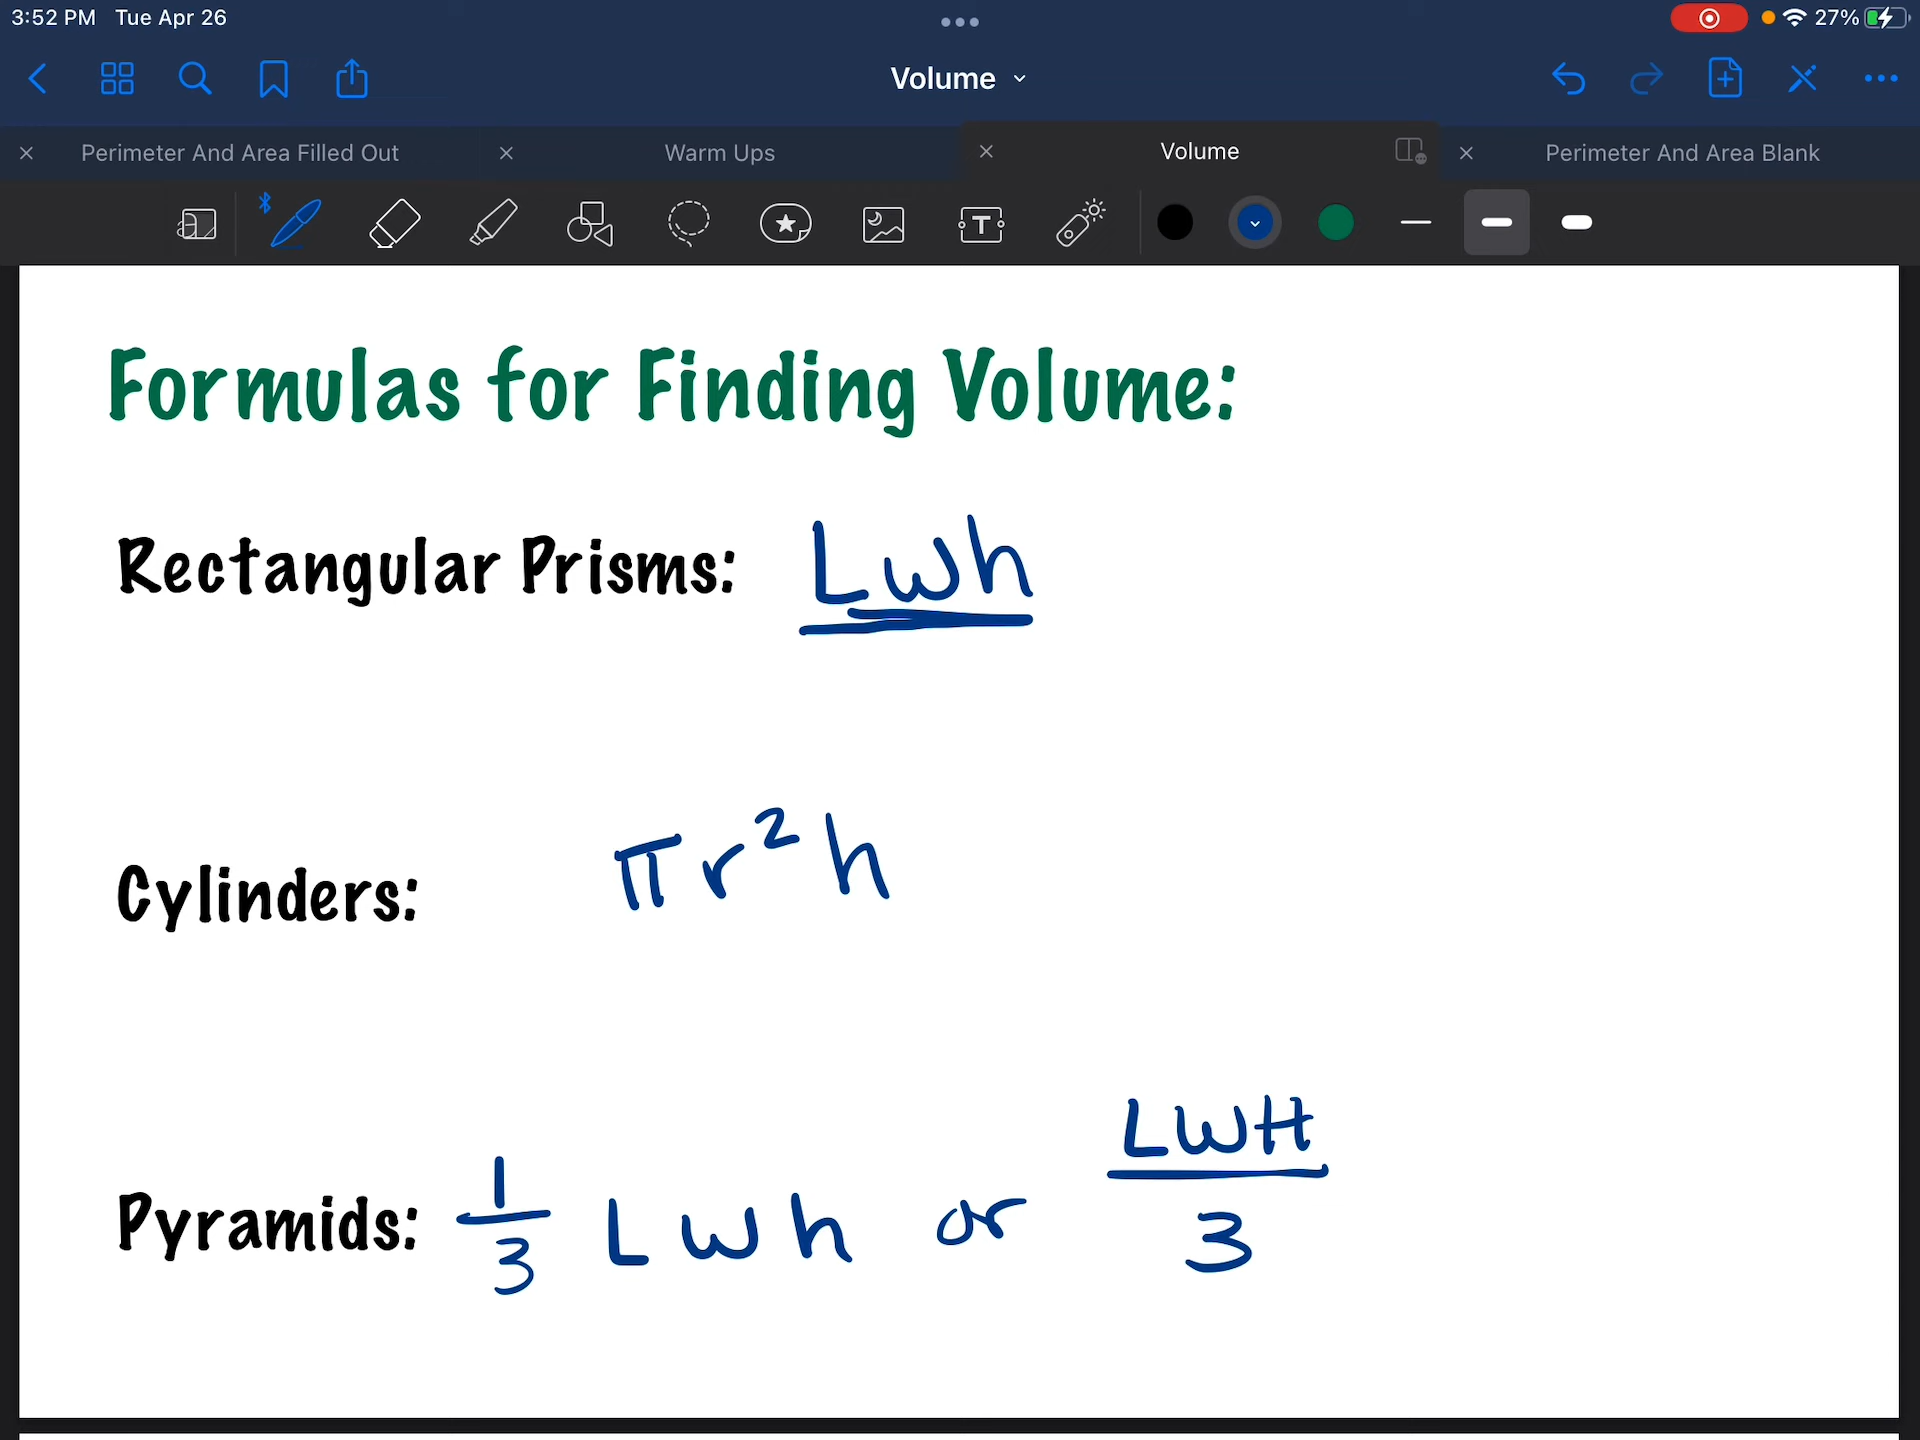 3:52 PM Tue Apr 26 27%
Volume
Perimeter And Area Filled Out Warm Ups Volume Perimeter And Area Blank
Formulas for Finding Volume:
Rectangular Prisms: Lwh
Cylinders: πr²h
Pyramids: 1/3 Lwh or LWH/3